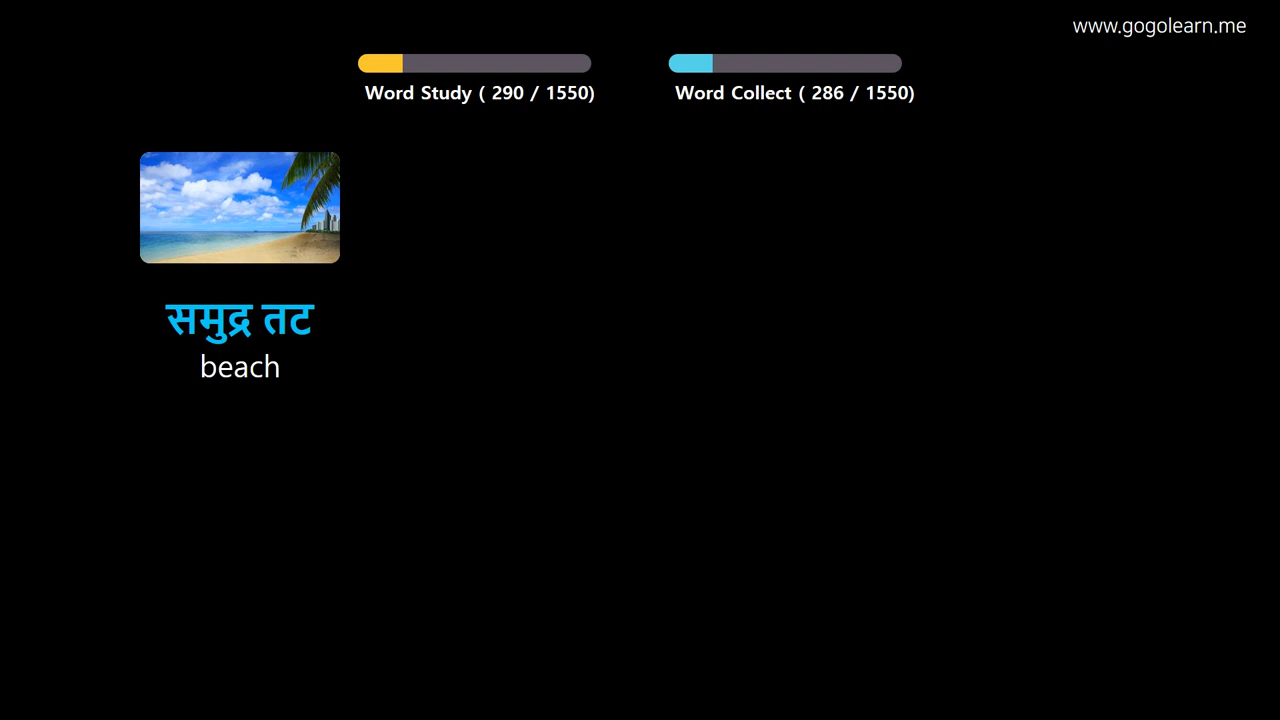 www.gogolearn.me
Word Study ( 290 / 1550)
Word Collect ( 286 / 1550)
समुद्र तट
beach